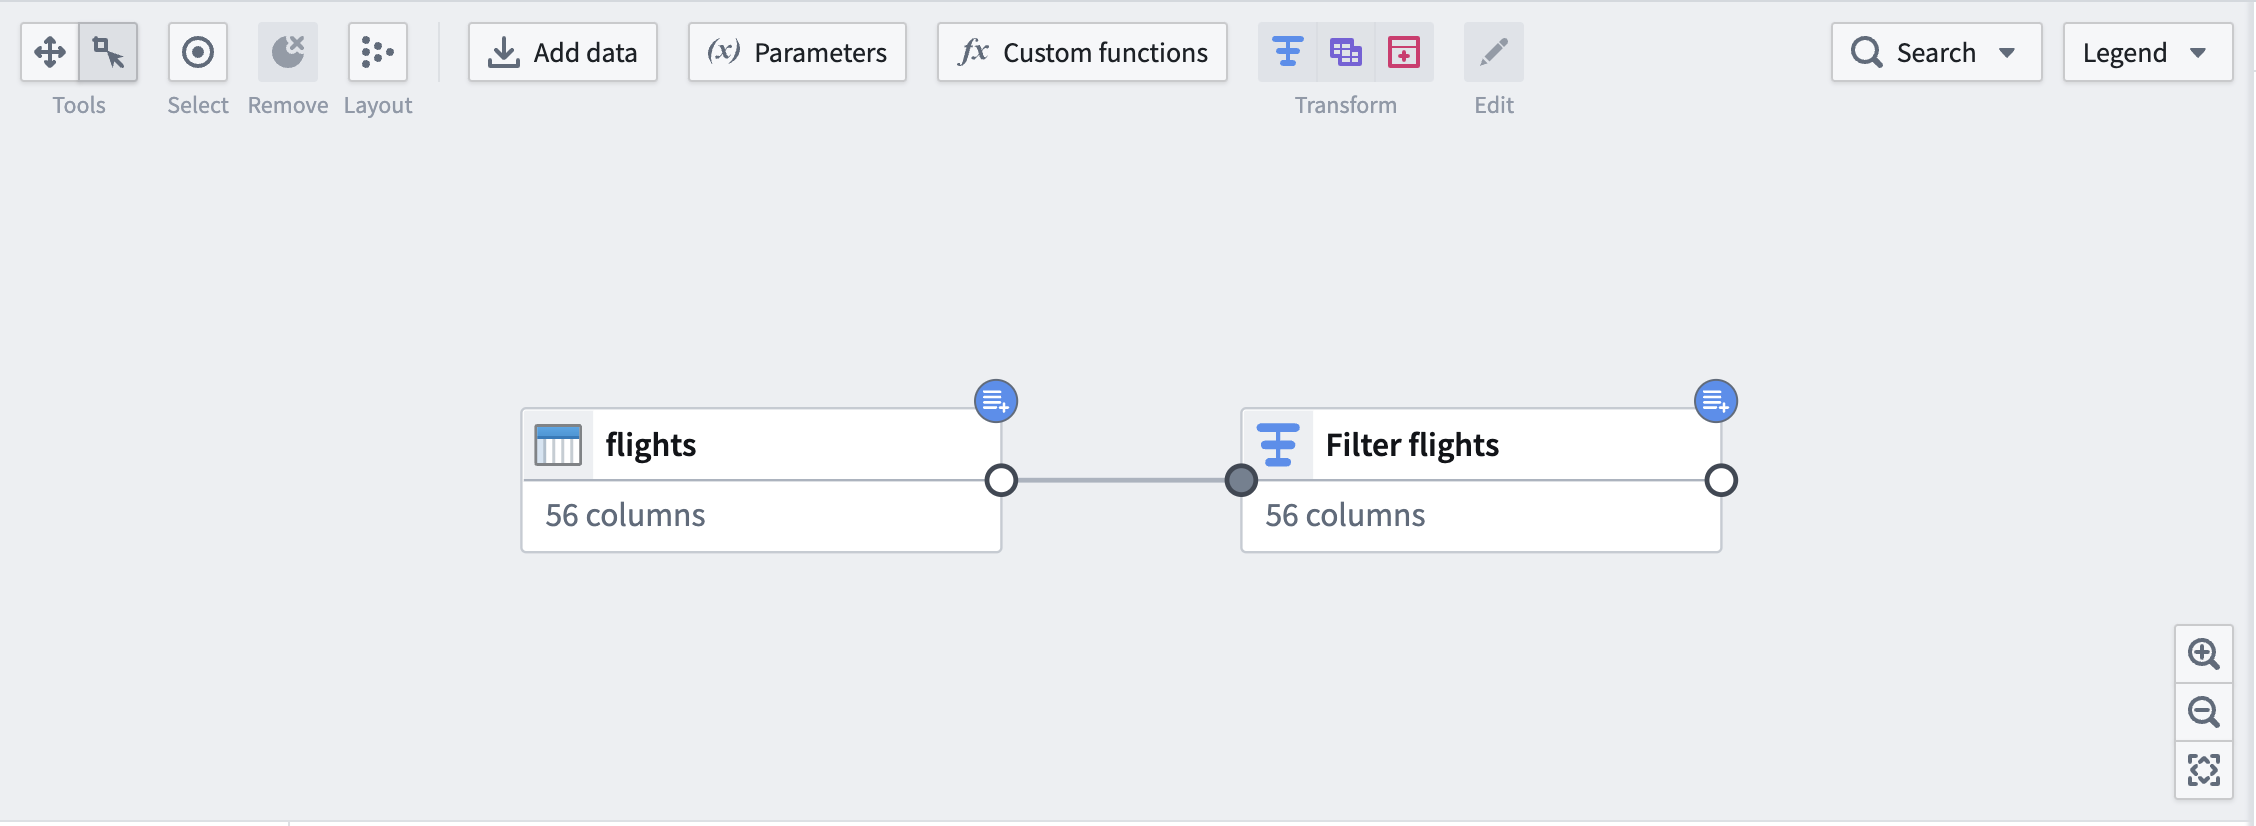 Add data
(x) Parameters
fx Custom functions
Search
Legend
Tools
Select
Remove
Layout
Transform
Edit
flights
56 columns
Filter flights
56 columns